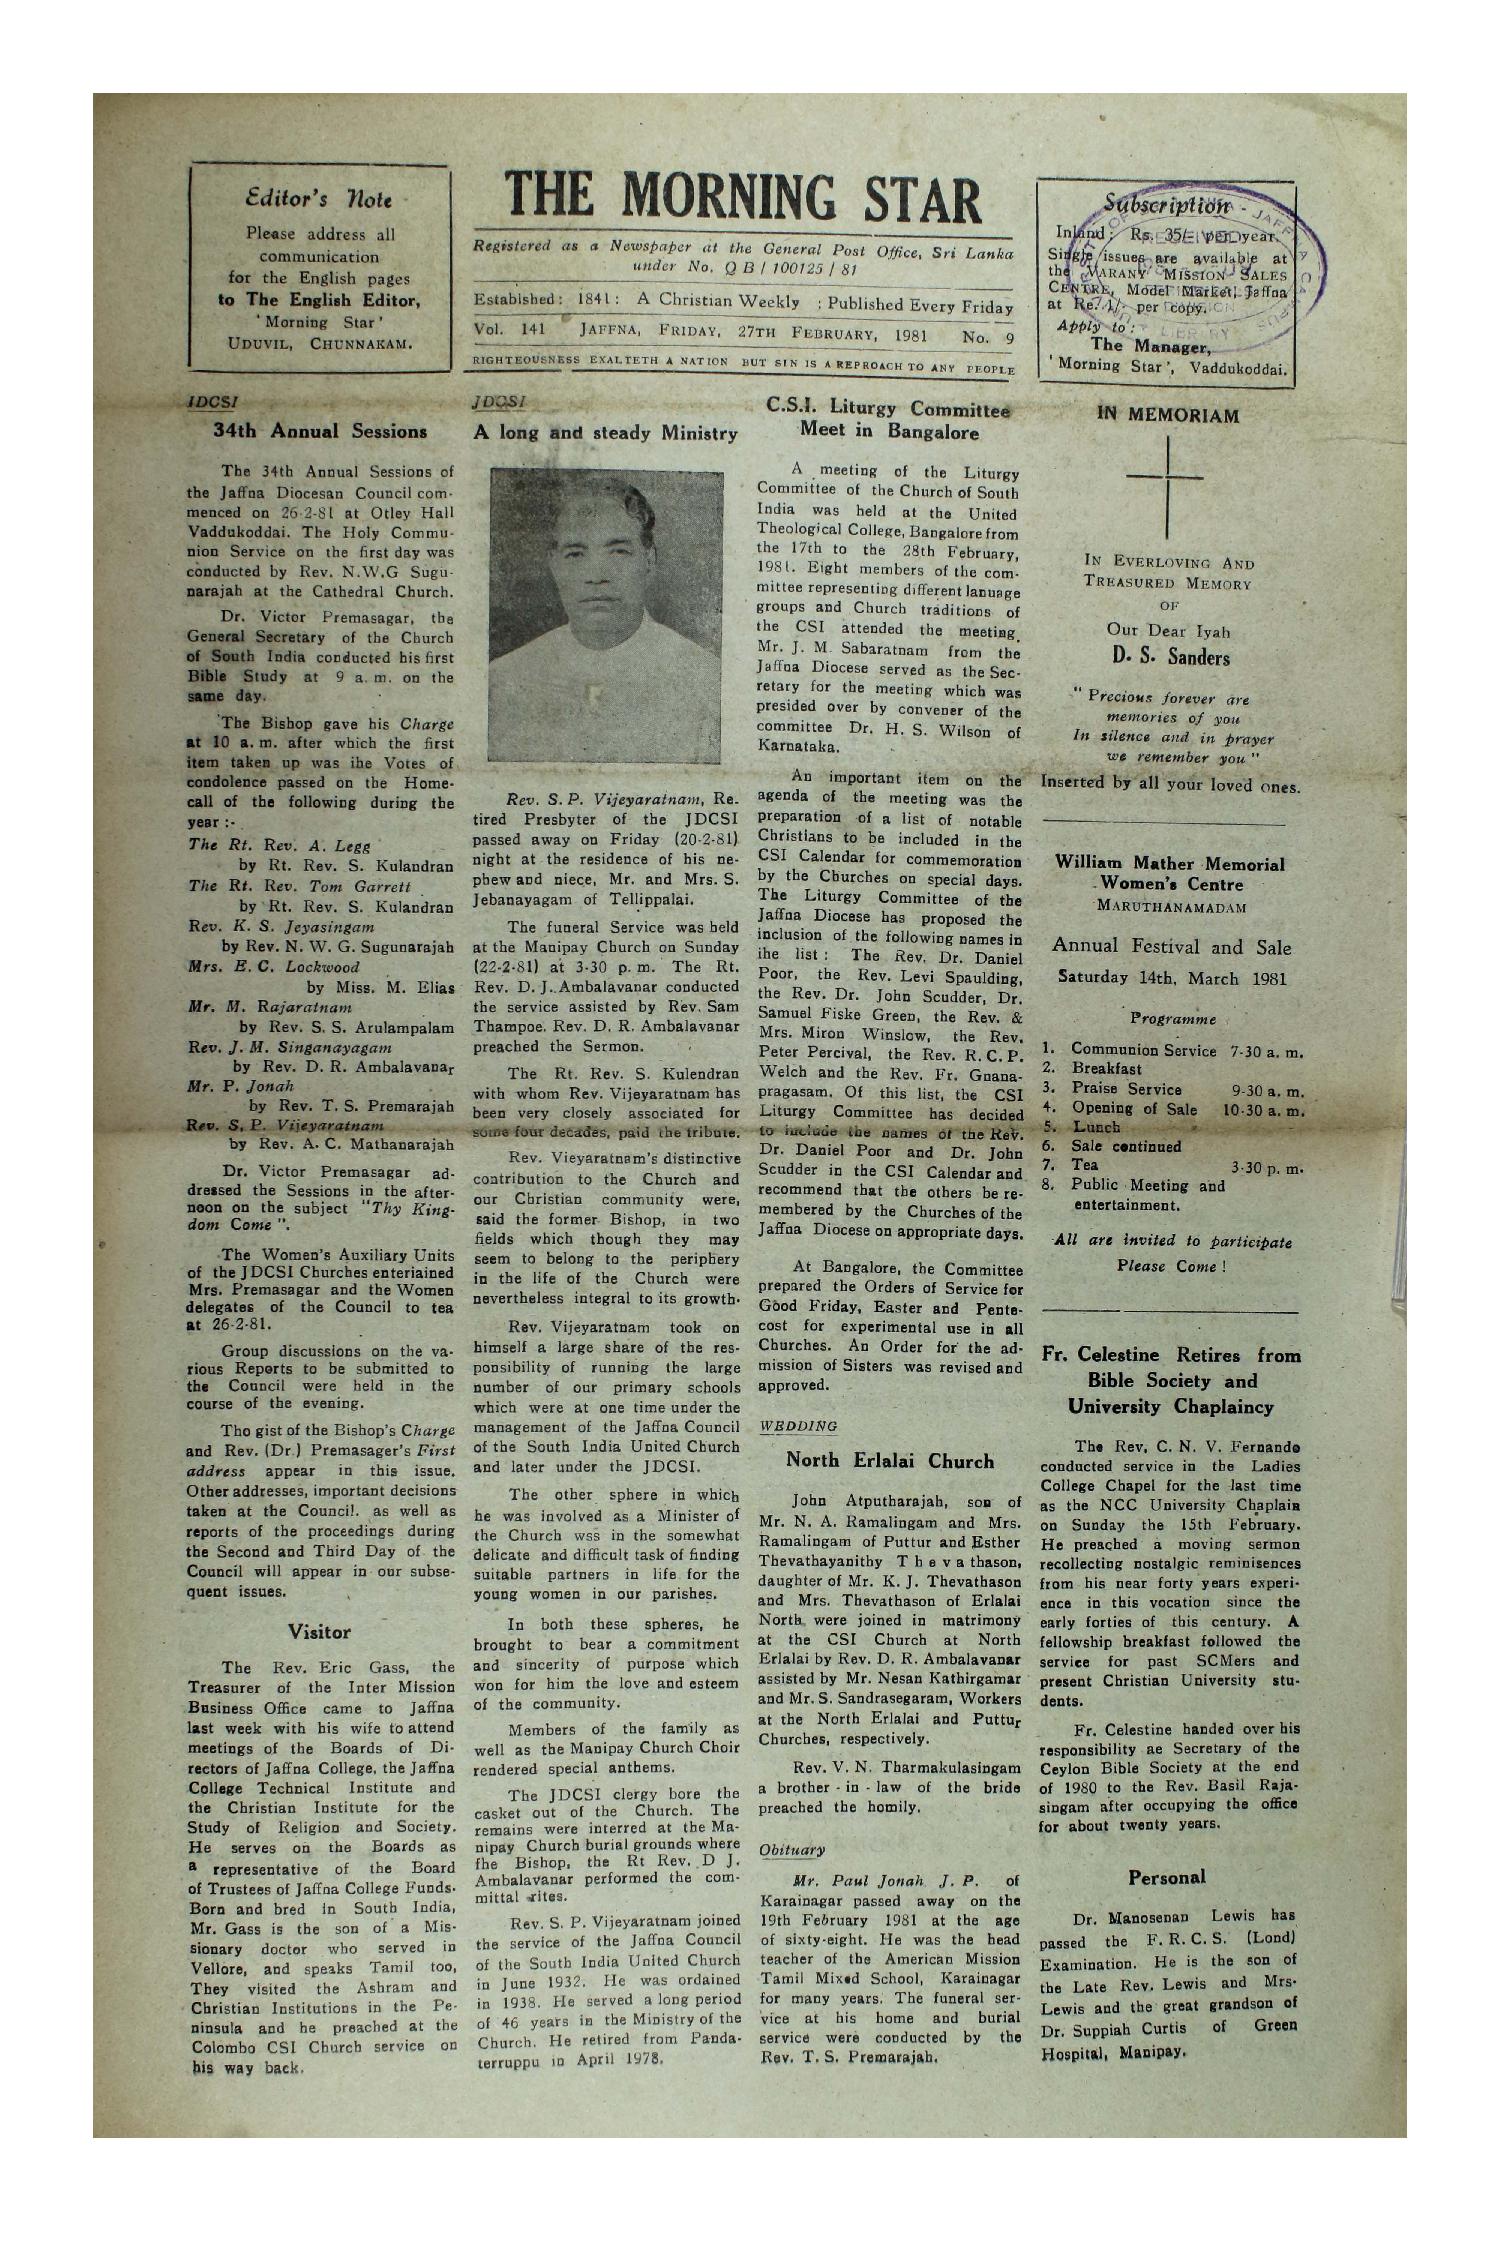 Editor's Note
Please address all
communication
for the English pages
to The English Editor,
'Morning Star'
UDUVIL, CHUNNAKAM.
THE MORNING STAR
Registered as a Newspaper at the General Post Office, Sri Lanka
under No. Q B / 100125 / 81
Estabished: 1841: A Christian Weekly : Published Every Friday
Vol. 141 JAFFNA, FRIDAY, 27TH FEBRUARY, 1981 No. 9
RIGHTEOUSNESS EXALTETH A NATION BUT SIN IS A REPROACH TO ANY PEOPLE
Subscription
Inland: Rs. 35/- per year.
Single issues are available at
the VARANY MISSION SALES
CENTRE, Model Market, Jaffna
at Re. 1/- per copy.
Apply to:
The Manager,
'Morning Star', Vaddukoddai.
JDCSI
34th Annual Sessions
The 34th Annual Sessions of
the Jaffna Diocesan Council com-
menced on 26-2-81 at Otley Hall
Vaddukoddai. The Holy Commu-
nion Service on the first day was
conducted by Rev. N.W.G Sugu-
narajah at the Cathedral Church.
Dr. Victor Premasagar, the
General Secretary of the Church
of South India conducted his first
Bible Study at 9 a. m. on the
same day.
The Bishop gave his Charge
at 10 a. m. after which the first
item taken up was ihe Votes of
condolence passed on the Home-
call of the following during the
year :-
The Rt. Rev. A. Legg
by Rt. Rev. S. Kulandran
The Rt. Rev. Tom Garrett
by Rt. Rev. S. Kulandran
Rev. K. S. Jeyasingam
by Rev. N. W. G. Sugunarajah
Mrs. E. C. Lockwood
by Miss. M. Elias
Mr. M. Rajaratnam
by Rev. S. S. Arulampalam
Rev. J. M. Singanayagam
by Rev. D. R. Ambalavanar
Mr. P. Jonah
by Rev. T. S. Premarajah
Rev. S. P. Vijeyaratnam
by Rev. A. C. Mathanarajah
Dr. Victor Premasagar ad-
dressed the Sessions in the after-
noon on the subject "Thy King-
dom Come".
The Women's Auxiliary Units
of the JDCSI Churches enteriained
Mrs. Premasagar and the Women
delegates of the Council to tea
at 26-2-81.
Group discussions on the va-
rious Reports to be submitted to
the Council were held in the
course of the evening.
Tho gist of the Bishop's Charge
and Rev. (Dr.) Premasager's First
address appear in this issue.
Other addresses, important decisions
taken at the Council. as well as
reports of the proceedings during
the Second and Third Day of the
Council will appear in our subse-
quent issues.
Visitor
The Rev. Eric Gass, the
Treasurer of the Inter Mission
Business Office came to Jaffna
last week with his wife to attend
meetings of the Boards of Di-
rectors of Jaffna College, the Jaffna
College Technical Institute and
the Christian Institute for the
Study of Religion and Society.
He serves on the Boards as
a representative of the Board
of Trustees of Jaffna College Funds.
Born and bred in South India,
Mr. Gass is the son of a Mis-
sionary doctor who served in
Vellore, and speaks Tamil too,
They visited the Ashram and
Christian Institutions in the Pe-
ninsula and he preached at the
Colombo CSI Church service on
his way back.
JDCSI
A long and steady Ministry
Rev. S. P. Vijeyaratnam, Re-
tired Presbyter of the JDCSI
passed away on Friday (20-2-81)
night at the residence of his ne-
phew and niece, Mr. and Mrs. S.
Jebanayagam of Tellippalai.
The funeral Service was held
at the Manipay Church on Sunday
(22-2-81) at 3-30 p. m. The Rt.
Rev. D. J. Ambalavanar conducted
the service assisted by Rev. Sam
Thampoe. Rev. D. R. Ambalavanar
preached the Sermon.
The Rt. Rev. S. Kulendran
with whom Rev. Vijeyaratnam has
been very closely associated for
some four decades, paid the tribute.
Rev. Vieyaratnam's distinctive
contribution to the Church and
our Christian community were,
said the former Bishop, in two
fields which though they may
seem to belong to the periphery
in the life of the Church were
nevertheless integral to its growth.
Rev. Vijeyaratnam took on
himself a large share of the res-
ponsibility of running the large
number of our primary schools
which were at one time under the
management of the Jaffna Council
of the South India United Church
and later under the JDCSI.
The other sphere in which
he was involved as a Minister of
the Church wss in the somewhat
delicate and difficult task of finding
suitable partners in life for the
young women in our parishes.
In both these spheres, he
brought to bear a commitment
and sincerity of purpose which
won for him the love and esteem
of the community.
Members of the family as
well as the Manipay Church Choir
rendered special anthems.
The JDCSI clergy bore the
casket out of the Church. The
remains were interred at the Ma-
nipay Church burial grounds where
fhe Bishop, the Rt Rev. D J.
Ambalavanar performed the com-
mittal rites.
Rev. S. P. Vijeyaratnam joined
the service of the Jaffna Council
of the South India United Church
in June 1932. He was ordained
in 1938. He served a long period
of 46 years in the Ministry of the
Church. He retired from Panda-
terruppu in April 1978.
C.S.I. Liturgy Committee
Meet in Bangalore
A meeting of the Liturgy
Committee of the Church of South
India was held at the United
Theological College, Bangalore from
the 17th to the 28th February,
1981. Eight members of the com-
mittee representing different lanuage
groups and Church traditions of
the CSI attended the meeting.
Mr. J. M. Sabaratnam from the
Jaffna Diocese served as the Sec-
retary for the meeting which was
presided over by convener of the
committee Dr. H. S. Wilson of
Karnataka.
An important item on the
agenda of the meeting was the
preparation of a list of notable
Christians to be included in the
CSI Calendar for commemoration
by the Churches on special days.
The Liturgy Committee of the
Jaffna Diocese has proposed the
inclusion of the following names in
ihe list : The Rev. Dr. Daniel
Poor, the Rev. Levi Spaulding,
the Rev. Dr. John Scudder, Dr.
Samuel Fiske Green, the Rev. &
Mrs. Miron Winslow, the Rev.
Peter Percival, the Rev. R. C. P.
Welch and the Rev. Fr. Gnana-
pragasam. Of this list, the CSI
Liturgy Committee has decided
to include the names of the Rev.
Dr. Daniel Poor and Dr. John
Scudder in the CSI Calendar and
recommend that the others be re-
membered by the Churches of the
Jaffna Diocese on appropriate days.
At Bangalore, the Committee
prepared the Orders of Service for
Good Friday, Easter and Pente-
cost for experimental use in all
Churches. An Order for the ad-
mission of Sisters was revised and
approved.
WEDDING
North Erlalai Church
John Atputharajah, son of
Mr. N. A. Ramalingam and Mrs.
Ramalingam of Puttur and Esther
Thevathayanithy Thevathason,
daughter of Mr. K. J. Thevathason
and Mrs. Thevathason of Erlalai
North were joined in matrimony
at the CSI Church at North
Erlalai by Rev. D. R. Ambalavanar
assisted by Mr. Nesan Kathirgamar
and Mr. S. Sandrasegaram, Workers
at the North Erlalai and Puttur
Churches, respectively.
Rev. V. N. Tharmakulasingam
a brother - in - law of the bride
preached the homily.
Obituary
Mr. Paul Jonah J. P. of
Karainagar passed away on the
19th February 1981 at the age
of sixty-eight. He was the head
teacher of the American Mission
Tamil Mixed School, Karainagar
for many years. The funeral ser-
vice at his home and burial
service were conducted by the
Rev. T. S. Premarajah.
IN MEMORIAM
IN EVERLOVING AND
TREASURED MEMORY
OF
Our Dear Iyah
D. S. Sanders
"Precious forever are
memories of you
In silence and in prayer
we remember you"
Inserted by all your loved ones.
William Mather Memorial
Women's Centre
MARUTHANAMADAM
Annual Festival and Sale
Saturday 14th, March 1981
Programme
1. Communion Service 7-30 a. m.
2. Breakfast
3. Praise Service 9-30 a. m.
4. Opening of Sale 10-30 a. m.
5. Lunch
6. Sale continued
7. Tea 3-30 p. m.
8. Public Meeting and
entertainment.
All are invited to participate
Please Come !
Fr. Celestine Retires from
Bible Society and
University Chaplaincy
The Rev, C. N. V. Fernando
conducted service in the Ladies
College Chapel for the last time
as the NCC University Chaplain
on Sunday the 15th February.
He preached a moving sermon
recollecting nostalgic reminisences
from his near forty years experi-
ence in this vocation since the
early forties of this century. A
fellowship breakfast followed the
service for past SCMers and
present Christian University stu-
dents.
Fr. Celestine handed over his
responsibility ae Secretary of the
Ceylon Bible Society at the end
of 1980 to the Rev. Basil Raja-
singam after occupying the office
for about twenty years.
Personal
Dr. Manosenan Lewis has
passed the F. R. C. S. (Lond)
Examination. He is the son of
the Late Rev. Lewis and Mrs.
Lewis and the great grandson of
Dr. Suppiah Curtis of Green
Hospital, Manipay.